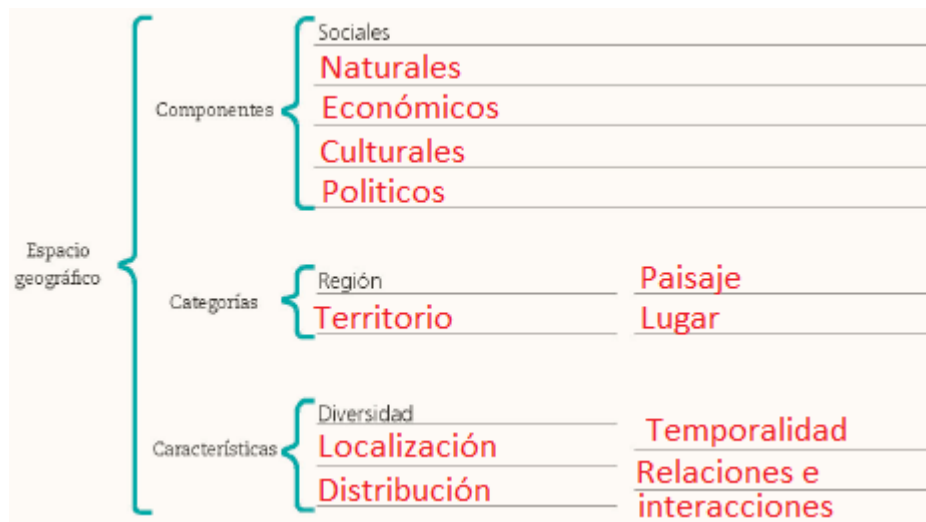 Espacio
geográfico
Componentes
Sociales
Naturales
Económicos
Culturales
Politicos
Categorías
Región
Paisaje
Territorio
Lugar
Características
Diversidad
Localización
Temporalidad
Distribución
Relaciones e
interacciones